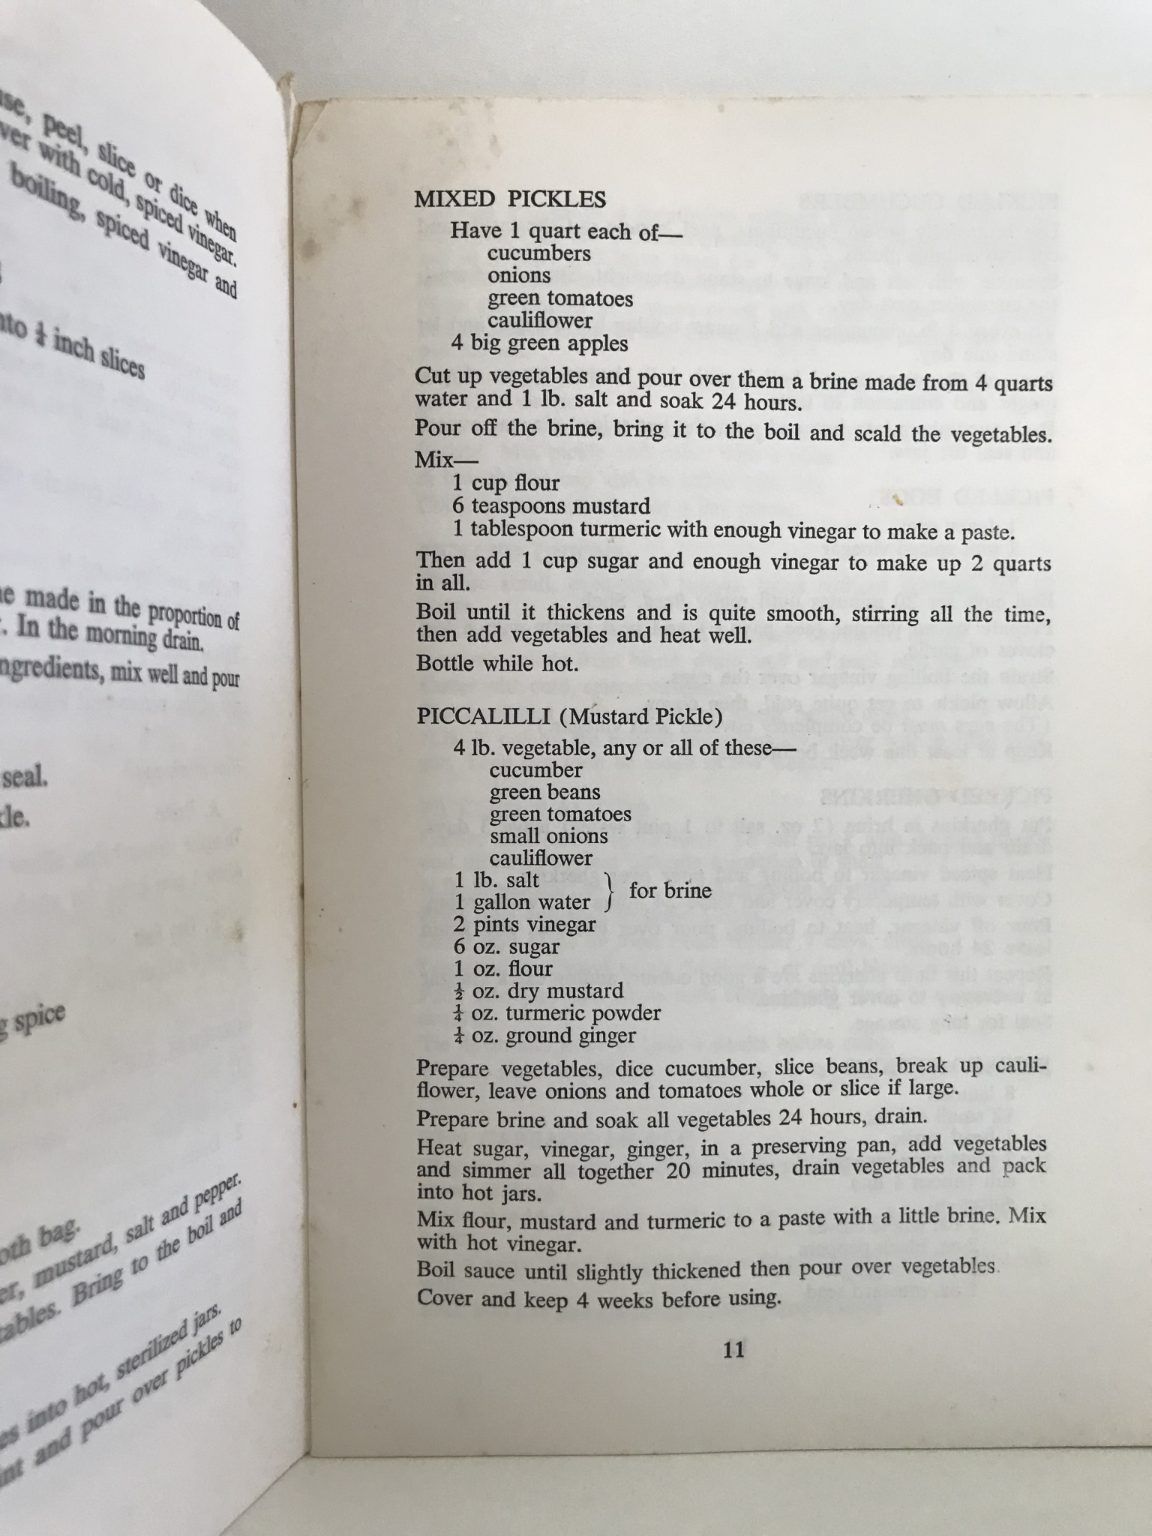 use, peel, slice or dice when
over with cold, spiced vinegar.
boiling, spiced vinegar and
nto ¼ inch slices
ne made in the proportion of
. In the morning drain.
ngredients, mix well and pour
seal.
kle.
g spice
oth bag.
er, mustard, salt and pepper.
tables. Bring to the boil and
es into hot, sterilized jars.
int and pour over pickles to
MIXED PICKLES
Have 1 quart each of—
cucumbers
onions
green tomatoes
cauliflower
4 big green apples
Cut up vegetables and pour over them a brine made from 4 quarts
water and 1 lb. salt and soak 24 hours.
Pour off the brine, bring it to the boil and scald the vegetables.
Mix—
1 cup flour
6 teaspoons mustard
1 tablespoon turmeric with enough vinegar to make a paste.
Then add 1 cup sugar and enough vinegar to make up 2 quarts
in all.
Boil until it thickens and is quite smooth, stirring all the time,
then add vegetables and heat well.
Bottle while hot.
PICCALILLI (Mustard Pickle)
4 lb. vegetable, any or all of these—
cucumber
green beans
green tomatoes
small onions
cauliflower
1 lb. salt
1 gallon water } for brine
2 pints vinegar
6 oz. sugar
1 oz. flour
½ oz. dry mustard
¼ oz. turmeric powder
¼ oz. ground ginger
Prepare vegetables, dice cucumber, slice beans, break up cauli-
flower, leave onions and tomatoes whole or slice if large.
Prepare brine and soak all vegetables 24 hours, drain.
Heat sugar, vinegar, ginger, in a preserving pan, add vegetables
and simmer all together 20 minutes, drain vegetables and pack
into hot jars.
Mix flour, mustard and turmeric to a paste with a little brine. Mix
with hot vinegar.
Boil sauce until slightly thickened then pour over vegetables.
Cover and keep 4 weeks before using.
11